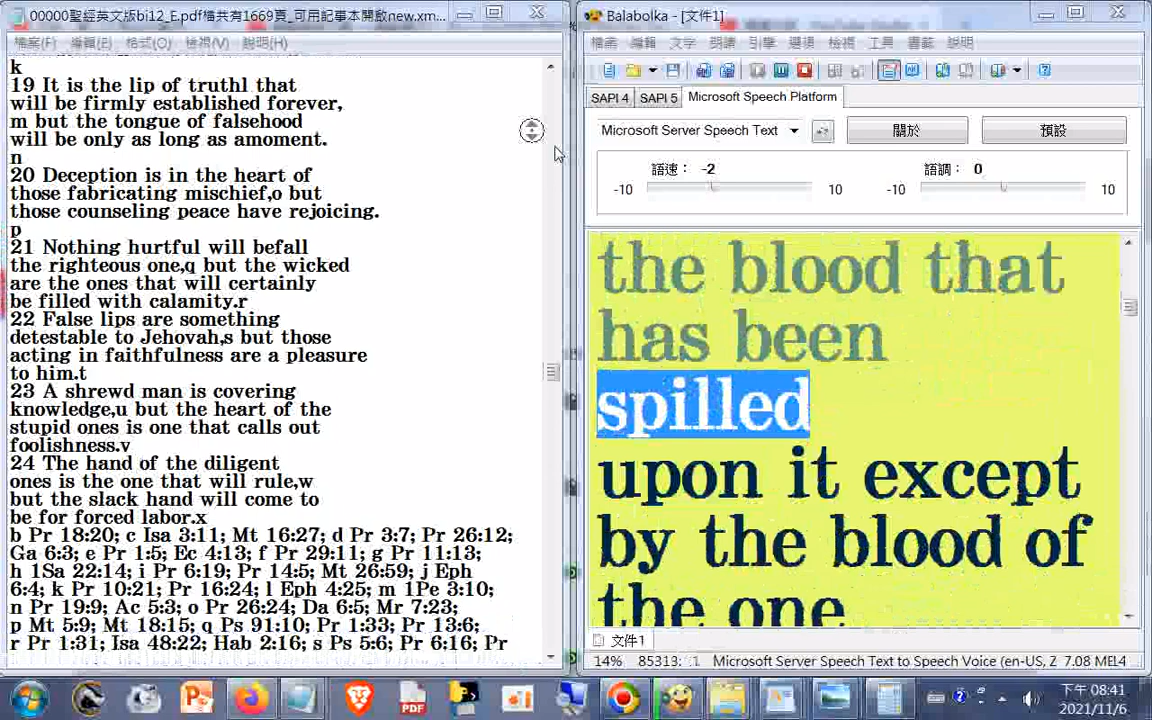 00000聖經英文版bi12_E.pdf檔共有1669頁_可用記事本開啟new.xm...
檔案(F) 編輯(E) 格式(O) 檢視(V) 說明(H)
k
19 It is the lip of truthl that
will be firmly established forever,
m but the tongue of falsehood
will be only as long as amoment.
n
20 Deception is in the heart of
those fabricating mischief,o but
those counseling peace have rejoicing.
p
21 Nothing hurtful will befall
the righteous one,q but the wicked
are the ones that will certainly
be filled with calamity.r
22 False lips are something
detestable to Jehovah,s but those
acting in faithfulness are a pleasure
to him.t
23 A shrewd man is covering
knowledge,u but the heart of the
stupid ones is one that calls out
foolishness.v
24 The hand of the diligent
ones is the one that will rule,w
but the slack hand will come to
be for forced labor.x
b Pr 18:20; c Isa 3:11; Mt 16:27; d Pr 3:7; Pr 26:12;
Ga 6:3; e Pr 1:5; Ec 4:13; f Pr 29:11; g Pr 11:13;
h 1Sa 22:14; i Pr 6:19; Pr 14:5; Mt 26:59; j Eph
6:4; k Pr 10:21; Pr 16:24; l Eph 4:25; m 1Pe 3:10;
n Pr 19:9; Ac 5:3; o Pr 26:24; Da 6:5; Mr 7:23;
p Mt 5:9; Mt 18:15; q Ps 91:10; Pr 1:33; Pr 13:6;
r Pr 1:31; Isa 48:22; Hab 2:16; s Ps 5:6; Pr 6:16; Pr
Balabolka - [文件1]
檔案 編輯 文字 朗讀 引擎 選項 檢視 工具 書籤 說明
SAPI 4 SAPI 5 Microsoft Speech Platform
Microsoft Server Speech Text 關於 預設
語速： -2 語調： 0
-10 10 -10 10
the blood that
has been
spilled
upon it except
by the blood of
the one
文件1
14% 85313: Microsoft Server Speech Text to Speech Voice (en-US, Z 7.08 MEL4
PDF
下午 08:41
2021/11/6